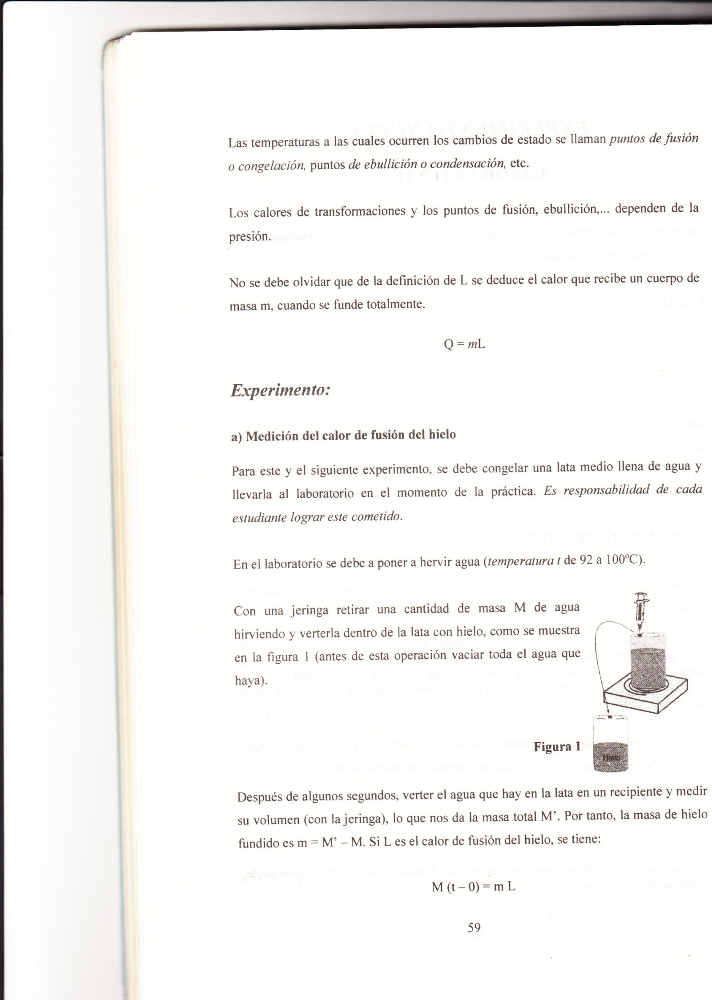 Las temperaturas a las cuales ocurren los cambios de estado se llaman puntos de fusión
o congelación, puntos de ebullición o condensación, etc.
Los calores de transformaciones y los puntos de fusión, ebullición,... dependen de la
presión.
No se debe olvidar que de la definición de L se deduce el calor que recibe un cuerpo de
masa m, cuando se funde totalmente.
Q = mL
Experimento:
a) Medición del calor de fusión del hielo
Para este y el siguiente experimento, se debe congelar una lata medio llena de agua y
llevarla al laboratorio en el momento de la práctica. Es responsabilidad de cada
estudiante lograr este cometido.
En el laboratorio se debe a poner a hervir agua (temperatura t de 92 a 100ºC).
Con una jeringa retirar una cantidad de masa M de agua
hirviendo y verterla dentro de la lata con hielo, como se muestra
en la figura 1 (antes de esta operación vaciar toda el agua que
haya).
Figura 1
Hielo
Después de algunos segundos, verter el agua que hay en la lata en un recipiente y medir
su volumen (con la jeringa), lo que nos da la masa total M’. Por tanto, la masa de hielo
fundido es m = M’ – M. Si L es el calor de fusión del hielo, se tiene:
M (t – 0) = m L
59